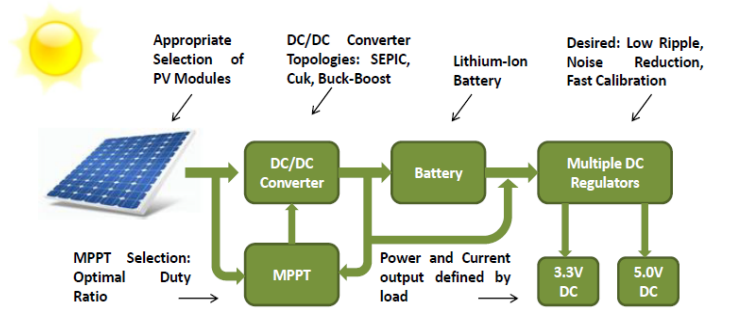 Appropriate
Selection of
PV Modules
DC/DC Converter
Topologies: SEPIC,
Cuk, Buck-Boost
Lithium-Ion
Battery
Desired: Low Ripple,
Noise Reduction,
Fast Calibration
DC/DC
Converter
Battery
Multiple DC
Regulators
MPPT Selection:
Optimal Duty
Ratio
MPPT
Power and Current
output defined by
load
3.3V
DC
5.0V
DC